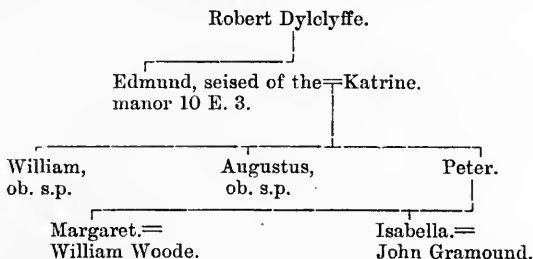 Robert Dylclyffe.
Edmund, seised of the=Katrine.
manor 10 E. 3.
William, Augustus, Peter.
ob. s.p. ob. s.p.
Margaret.= Isabella.=
William Woode. John Gramound.